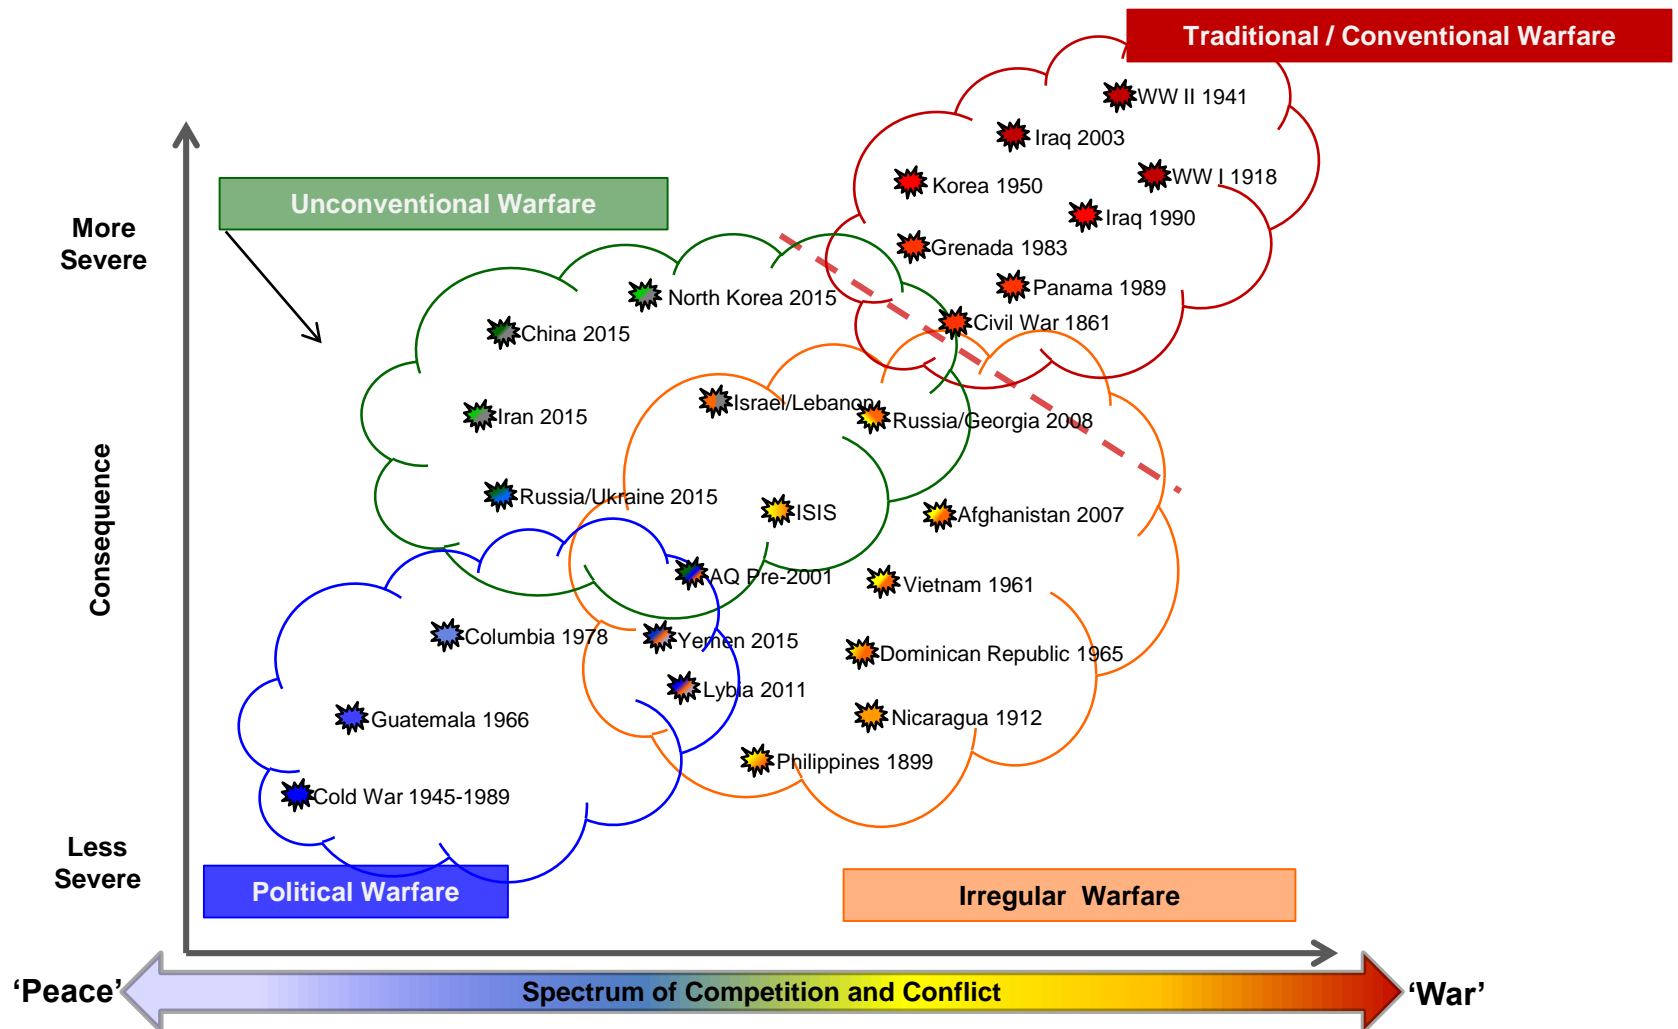 Traditional / Conventional Warfare
WW II 1941
Iraq 2003
WW I 1918
Korea 1950
Unconventional Warfare
Iraq 1990
More
Severe
Grenada 1983
Panama 1989
North Korea 2015
Civil War 1861
China 2015
Israel/Lebanon
Iran 2015
Russia/Georgia 2008
Russia/Ukraine 2015
ISIS
Afghanistan 2007
Consequence
AQ Pre-2001
Vietnam 1961
Columbia 1978
Yemen 2015
Dominican Republic 1965
Lybia 2011
Guatemala 1966
Nicaragua 1912
Philippines 1899
Cold War 1945-1989
Less
Severe
Political Warfare
Irregular Warfare
‘Peace’
Spectrum of Competition and Conflict
‘War’